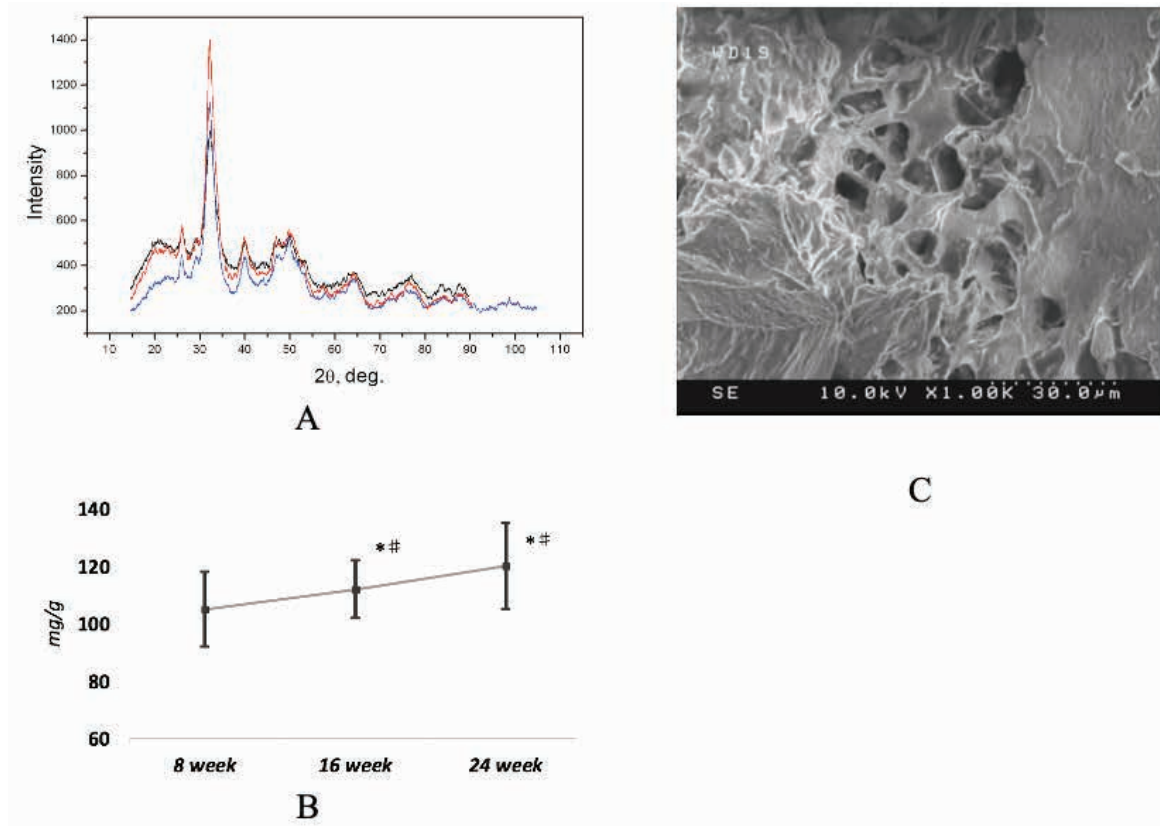 1400
1200
1000
800
600
400
200
Intensity
10 20 30 40 50 60 70 80 90 100 110
2θ, deg.
A
WD19
SE 10.0kV X1.00K 30.0μm
C
140
120
100
80
60
mg/g
*#
*#
8 week 16 week 24 week
B